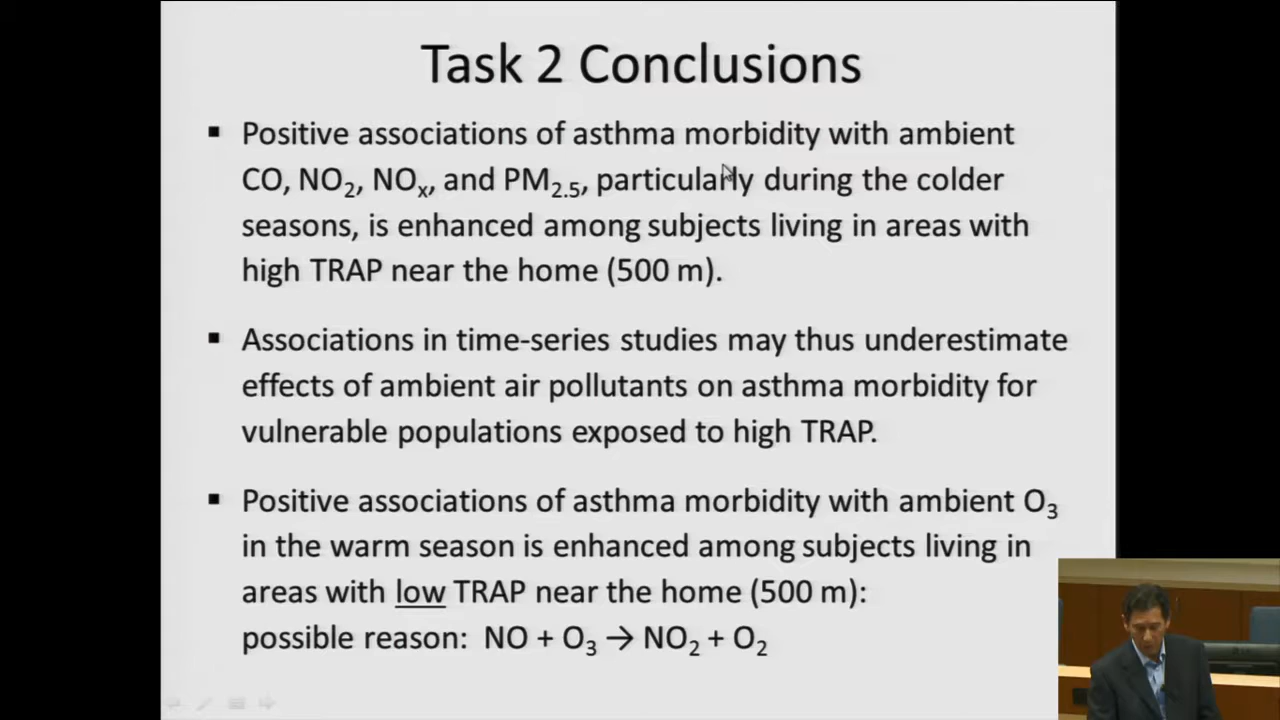 Task 2 Conclusions
▪ Positive associations of asthma morbidity with ambient
CO, NO₂, NOₓ, and PM₂.₅, particularly during the colder
seasons, is enhanced among subjects living in areas with
high TRAP near the home (500 m).
▪ Associations in time-series studies may thus underestimate
effects of ambient air pollutants on asthma morbidity for
vulnerable populations exposed to high TRAP.
▪ Positive associations of asthma morbidity with ambient O₃
in the warm season is enhanced among subjects living in
areas with low TRAP near the home (500 m):
possible reason: NO + O₃ → NO₂ + O₂